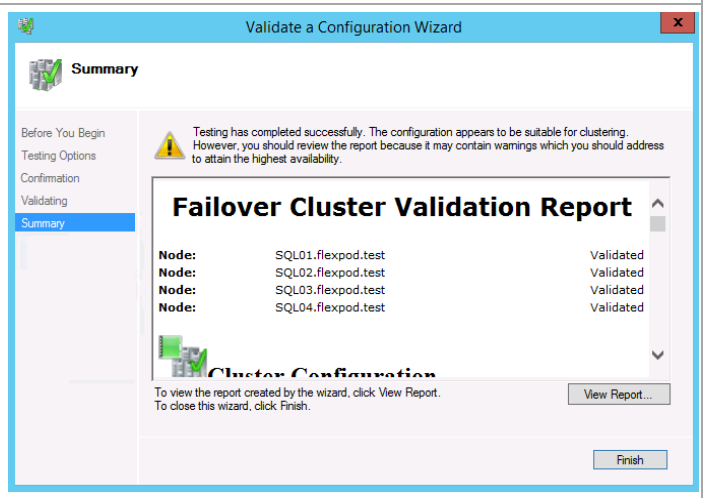 Validate a Configuration Wizard
x
Summary
Before You Begin
Testing Options
Confirmation
Validating
Summary
Testing has completed successfully. The configuration appears to be suitable for clustering.
However, you should review the report because it may contain warnings which you should address
to attain the highest availability.
Failover Cluster Validation Report
Node: SQL01.flexpod.test Validated
Node: SQL02.flexpod.test Validated
Node: SQL03.flexpod.test Validated
Node: SQL04.flexpod.test Validated
Cluster Configuration
To view the report created by the wizard, click View Report.
To close this wizard, click Finish.
View Report...
Finish